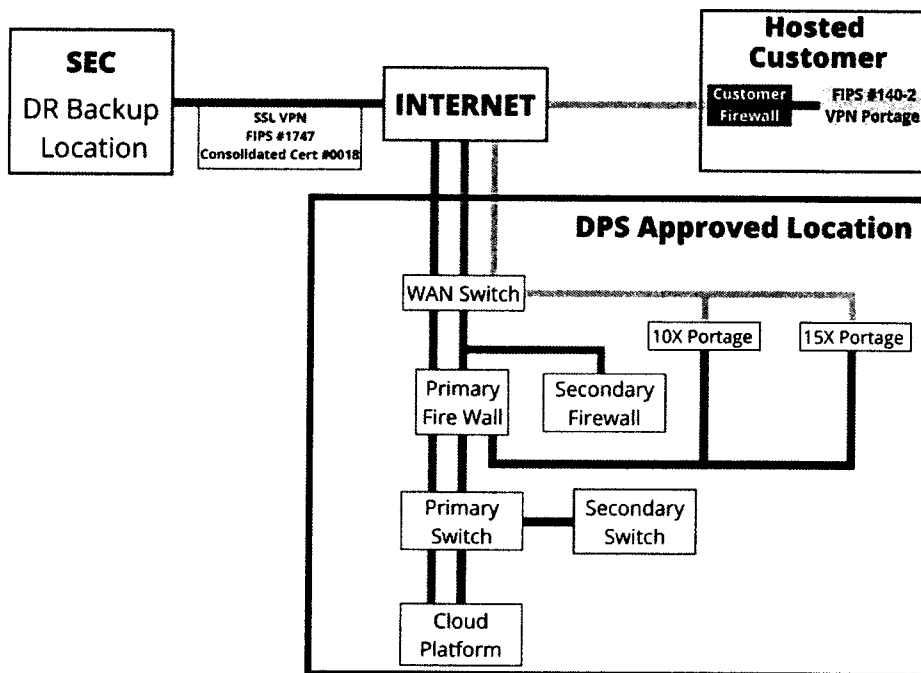 SEC
DR Backup
Location
SSL VPN
FIPS #1747
Consolidated Cert #0018
INTERNET
Hosted
Customer
Customer
Firewall
FIPS #140-2
VPN Portage
DPS Approved Location
WAN Switch
10X Portage
15X Portage
Primary
Fire Wall
Secondary
Firewall
Primary
Switch
Secondary
Switch
Cloud
Platform